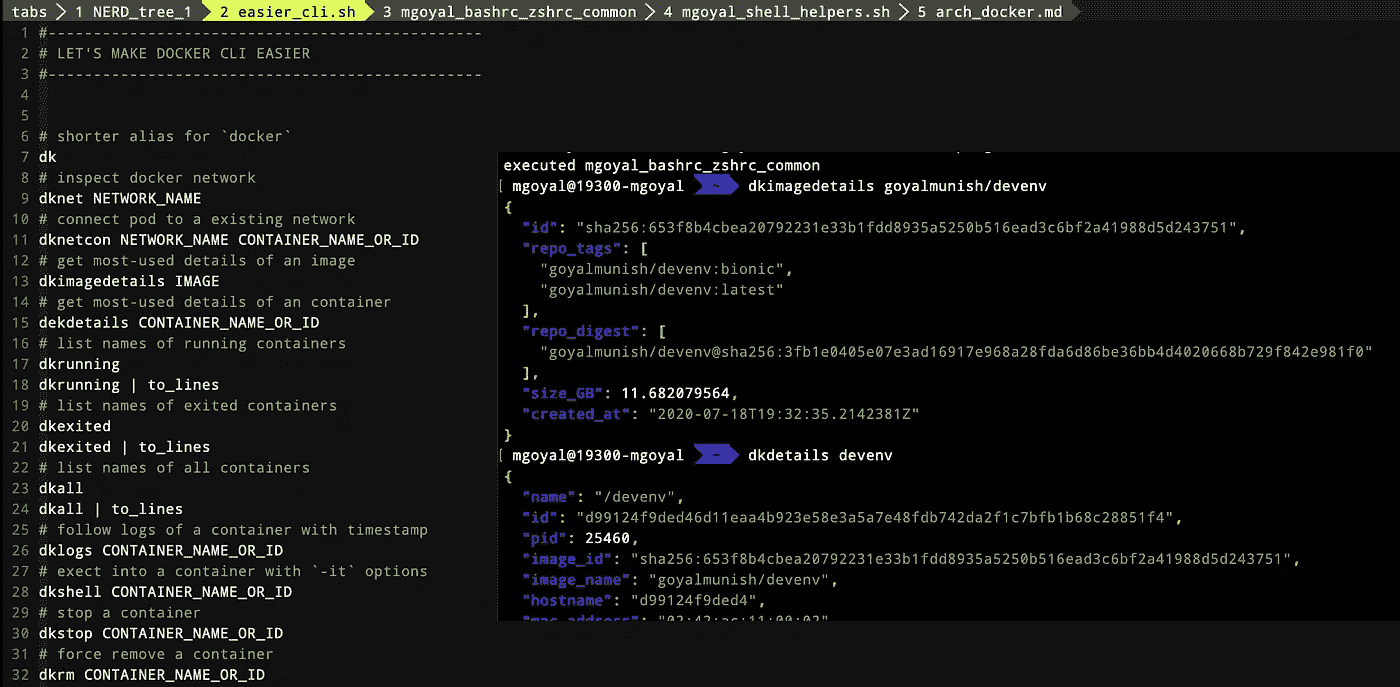 tabs 1 NERD_tree_1 2 easier_cli.sh 3 mgoyal_bashrc_zshrc_common 4 mgoyal_shell_helpers.sh 5 arch_docker.md
1 #------------------------------------------------
2 # LET'S MAKE DOCKER CLI EASIER
3 #------------------------------------------------
4
5
6 # shorter alias for `docker`
7 dk
8 # inspect docker network
9 dknet NETWORK_NAME
10 # connect pod to a existing network
11 dknetcon NETWORK_NAME CONTAINER_NAME_OR_ID
12 # get most-used details of an image
13 dkimagedetails IMAGE
14 # get most-used details of an container
15 dekdetails CONTAINER_NAME_OR_ID
16 # list names of running containers
17 dkrunning
18 dkrunning | to_lines
19 # list names of exited containers
20 dkexited
21 dkexited | to_lines
22 # list names of all containers
23 dkall
24 dkall | to_lines
25 # follow logs of a container with timestamp
26 dklogs CONTAINER_NAME_OR_ID
27 # exect into a container with `-it` options
28 dkshell CONTAINER_NAME_OR_ID
29 # stop a container
30 dkstop CONTAINER_NAME_OR_ID
31 # force remove a container
32 dkrm CONTAINER_NAME_OR_ID
executed mgoyal_bashrc_zshrc_common
[ mgoyal@19300-mgoyal ~ dkimagedetails goyalmunish/devenv
{
"id": "sha256:653f8b4cbea20792231e33b1fdd8935a5250b516ead3c6bf2a41988d5d243751",
"repo_tags": [
"goyalmunish/devenv:bionic",
"goyalmunish/devenv:latest"
],
"repo_digest": [
"goyalmunish/devenv@sha256:3fb1e0405e07e3ad16917e968a28fda6d86be36bb4d4020668b729f842e981f0"
],
"size_GB": 11.682079564,
"created_at": "2020-07-18T19:32:35.2142381Z"
}
[ mgoyal@19300-mgoyal ~ dkdetails devenv
{
"name": "/devenv",
"id": "d99124f9ded46d11eaa4b923e58e3a5a7e48fdb742da2f1c7bfb1b68c28851f4",
"pid": 25460,
"image_id": "sha256:653f8b4cbea20792231e33b1fdd8935a5250b516ead3c6bf2a41988d5d243751",
"image_name": "goyalmunish/devenv",
"hostname": "d99124f9ded4",
"mac_address": "02:42:ac:11:00:02"